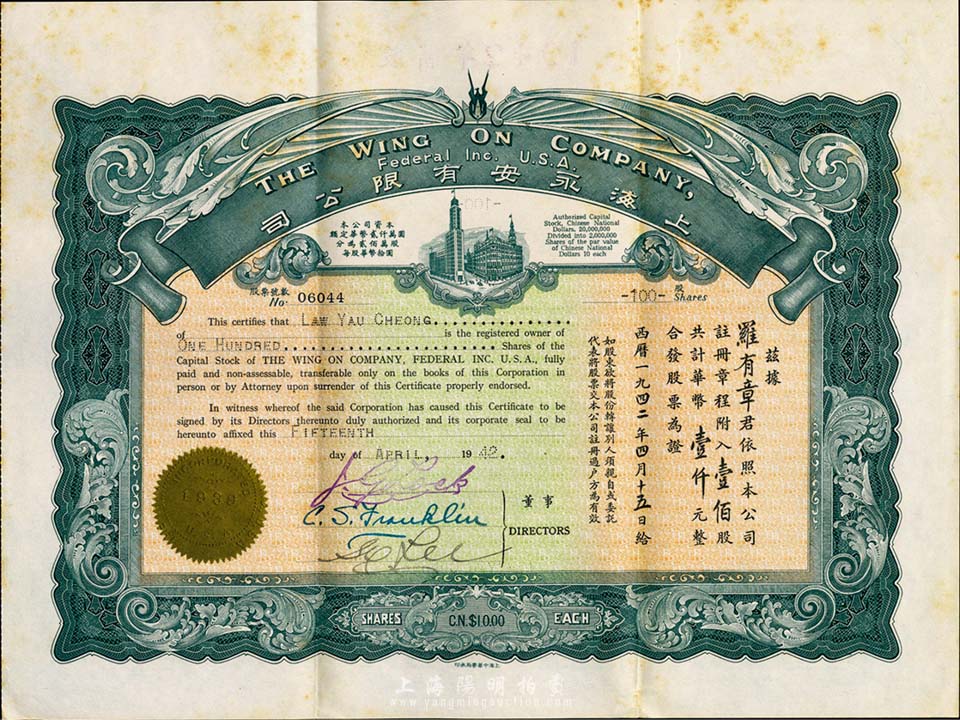 THE WING ON COMPANY,
Federal Inc. U.S.A
上海永安有限公司
-100-
本公司資本
額定華幣貳仟萬圓
分為貳佰萬股
每股華幣拾圓
Authorized Capital
Stock, Chinese National
Dollars, 20,000,000
Divided into 2,000,000
Shares of the par value
of Chinese National
Dollars 10 each
股票號數
No. 06044
-100- 股
Shares
This certifies that LAW YAU CHEONG
of is the registered owner of
ONE HUNDRED Shares of the
Capital Stock of THE WING ON COMPANY, FEDERAL INC. U.S.A., fully
paid and non-assessable, transferable only on the books of this Corporation in
person or by Attorney upon surrender of this Certificate properly endorsed.
In witness whereof the said Corporation has caused this Certificate to be
signed by its Directors thereunto duly authorized and its corporate seal to be
hereunto affixed this FIFTEENTH
day of APRIL, 1942.
C. S. Franklin
董事
DIRECTORS
茲據
羅有章君依照本公司
註冊章程附入壹佰股
共計華幣壹仟元整
合發股票為證
西曆一九四二年四月十五日給
如股東欲將股份轉讓別人須親自或委託
代表將股票交本公司註冊過戶方為有效
1939
SHARES C.N.$10.00 EACH
上海陽明拍賣
www.yangmingauction.com